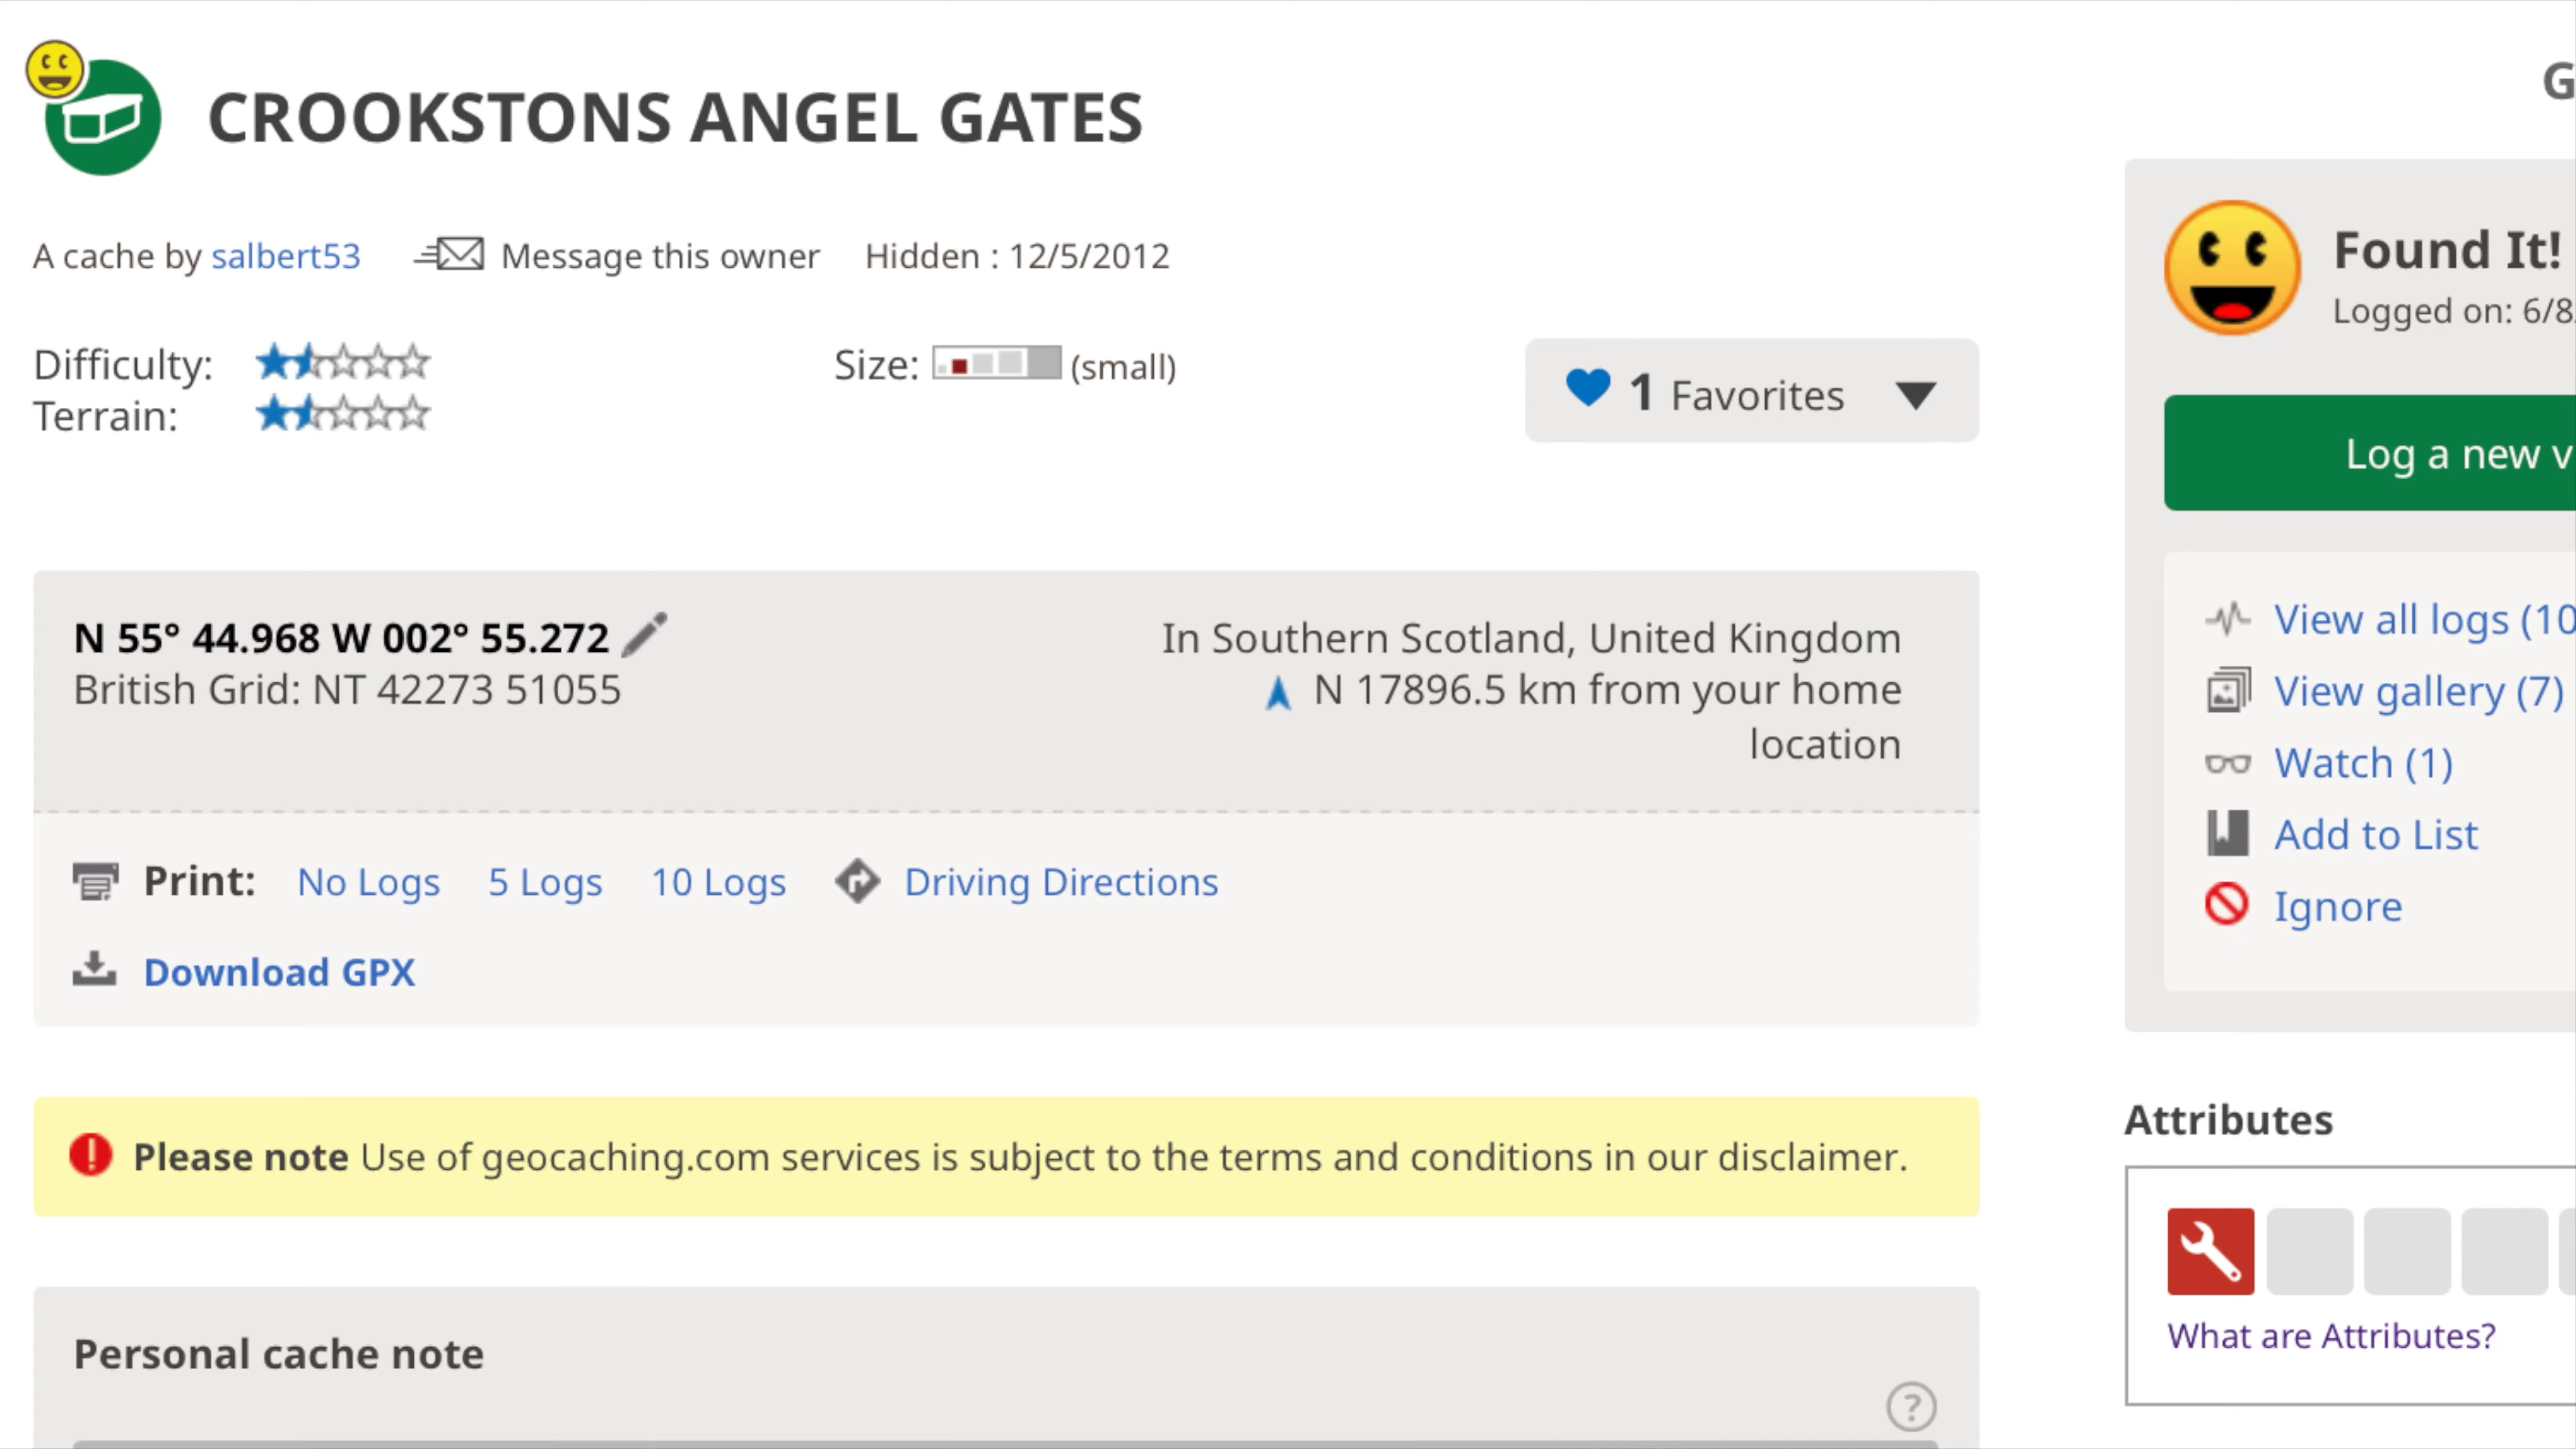 CROOKSTONS ANGEL GATES
A cache by salbert53 Message this owner Hidden : 12/5/2012
Difficulty:
Size: (small)
Terrain:
1 Favorites
N 55° 44.968 W 002° 55.272
British Grid: NT 42273 51055
In Southern Scotland, United Kingdom
N 17896.5 km from your home
location
Print: No Logs 5 Logs 10 Logs Driving Directions
Download GPX
Please note Use of geocaching.com services is subject to the terms and conditions in our disclaimer.
Personal cache note
?
G
Found It!
Logged on: 6/8
Log a new v
View all logs (10
View gallery (7)
Watch (1)
Add to List
Ignore
Attributes
What are Attributes?